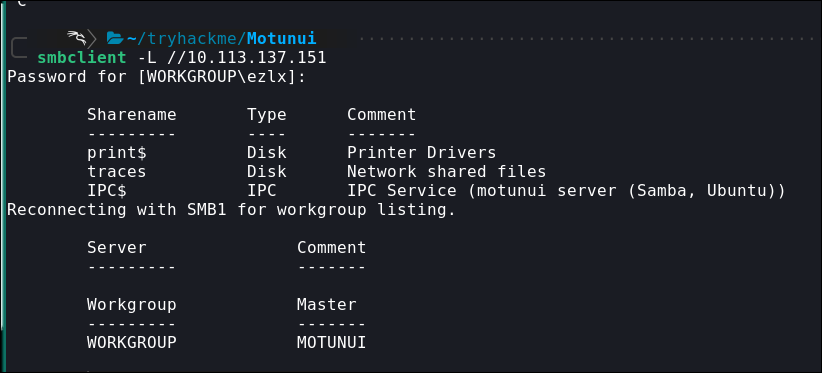 ~/tryhackme/Motunui
smbclient -L //10.113.137.151
Password for [WORKGROUP\ezlx]:
Sharename Type Comment
--------- ---- -------
print$ Disk Printer Drivers
traces Disk Network shared files
IPC$ IPC IPC Service (motunui server (Samba, Ubuntu))
Reconnecting with SMB1 for workgroup listing.
Server Comment
--------- -------
Workgroup Master
--------- -------
WORKGROUP MOTUNUI